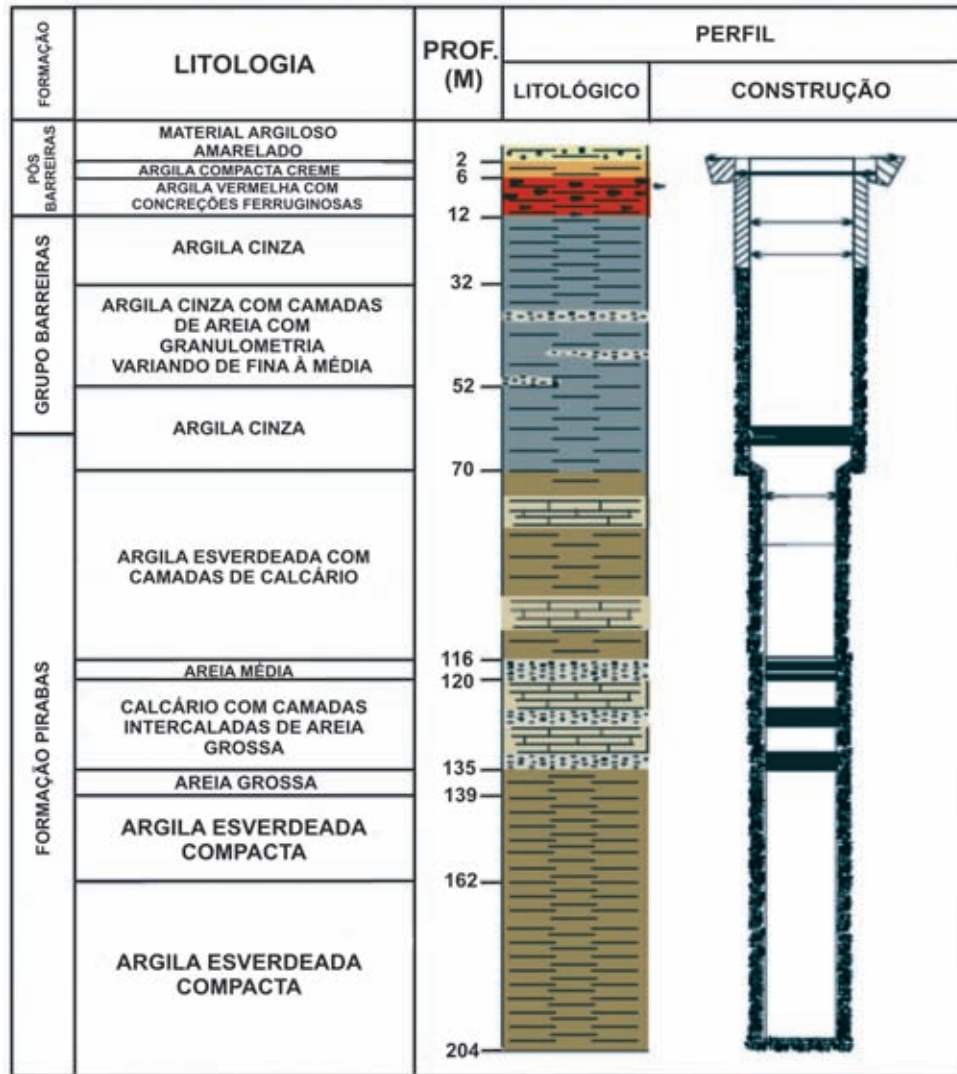 FORMAÇÃO
LITOLOGIA
PROF.
(M)
PERFIL
LITOLÓGICO
CONSTRUÇÃO
PÓS
BARREIRAS
MATERIAL ARGILOSO
AMARELADO
2
ARGILA COMPACTA CREME
6
ARGILA VERMELHA COM
CONCREÇÕES FERRUGINOSAS
12
GRUPO BARREIRAS
ARGILA CINZA
32
ARGILA CINZA COM CAMADAS
DE AREIA COM
GRANULOMETRIA
VARIANDO DE FINA À MÉDIA
52
ARGILA CINZA
70
FORMAÇÃO PIRABAS
ARGILA ESVERDEADA COM
CAMADAS DE CALCÁRIO
116
AREIA MÉDIA
120
CALCÁRIO COM CAMADAS
INTERCALADAS DE AREIA
GROSSA
135
AREIA GROSSA
139
ARGILA ESVERDEADA
COMPACTA
162
ARGILA ESVERDEADA
COMPACTA
204